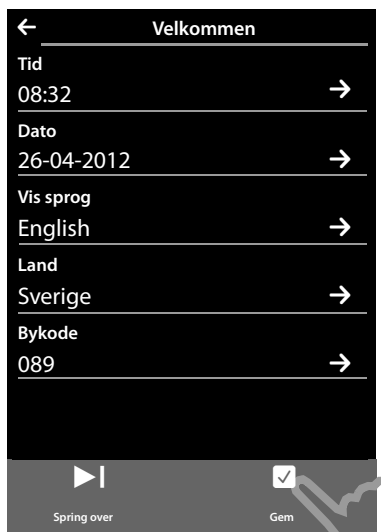 Velkommen
Tid
08:32
Dato
26-04-2012
Vis sprog
English
Land
Sverige
Bykode
089
Spring over
Gem